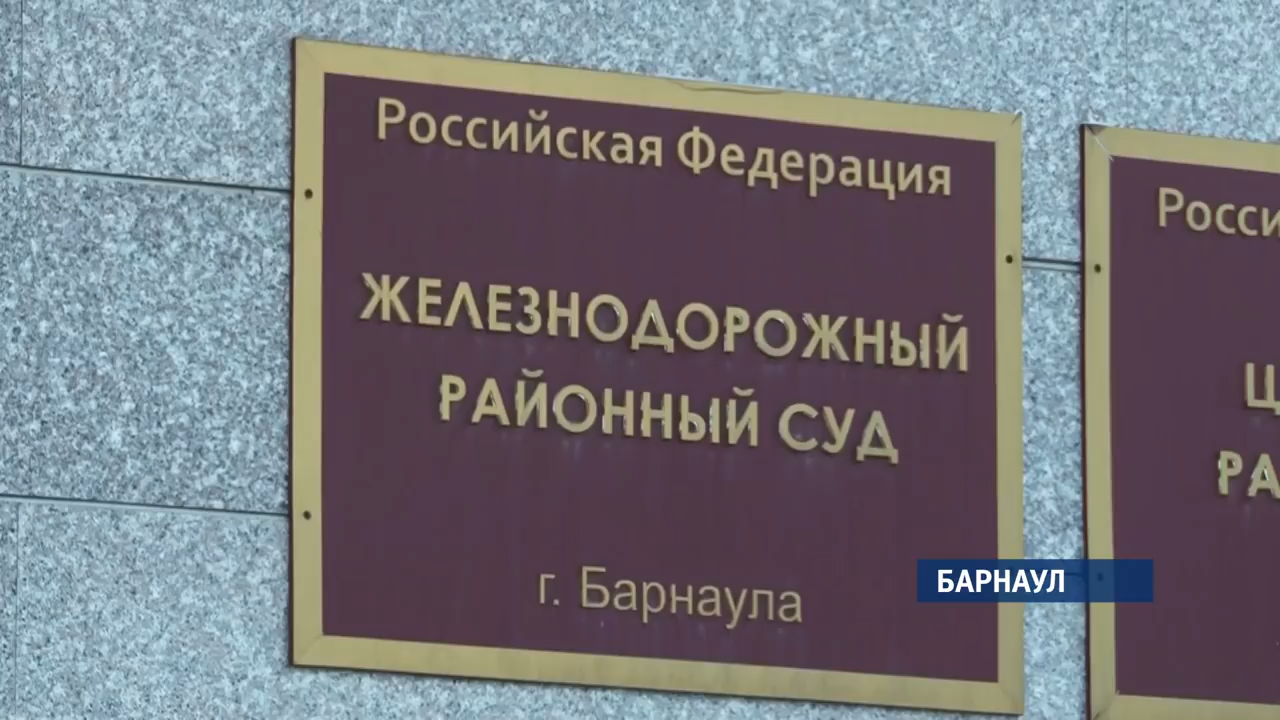 Российская Федерация
ЖЕЛЕЗНОДОРОЖНЫЙ
РАЙОННЫЙ СУД
г. Барнаула
БАРНАУЛ